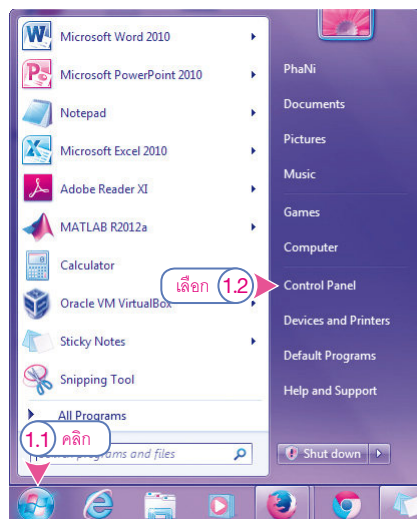 Microsoft Word 2010
Microsoft PowerPoint 2010
Notepad
Microsoft Excel 2010
Adobe Reader XI
MATLAB R2012a
Calculator
Oracle VM VirtualBox
Sticky Notes
Snipping Tool
All Programs
programs and files
PhaNi
Documents
Pictures
Music
Games
Computer
เลือก 1.2
Control Panel
Devices and Printers
Default Programs
Help and Support
Shut down
1.1 คลิก